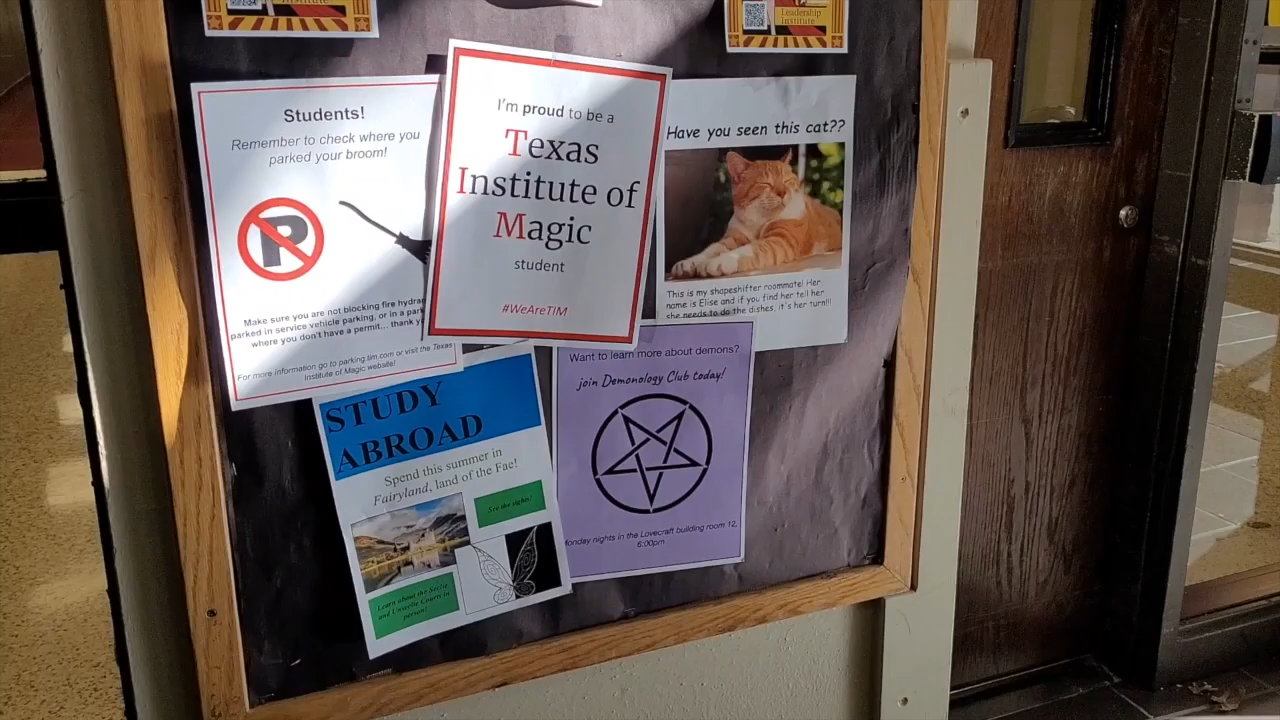 Institute
Leadership
Institute
Students!
Remember to check where you
parked your broom!
P
Make sure you are not blocking fire hydran
parked in service vehicle parking, or in a park
where you don't have a permit... thank y
For more information go to parking.tim.com or visit the Texas
Institute of Magic website!
I'm proud to be a
Texas
Institute of
Magic
student
#WeAreTIM
Have you seen this cat??
This is my shapeshifter roommate! Her
name is Elise and if you find her tell her
she needs to do the dishes, it's her turn!!!
STUDY
ABROAD
Spend this summer in
Fairyland, land of the Fae!
See the sights!
Learn about the Seelie
and Unseelie Courts in
person!
Want to learn more about demons?
join Demonology Club today!
Monday nights in the Lovecraft building room 12,
6:00pm